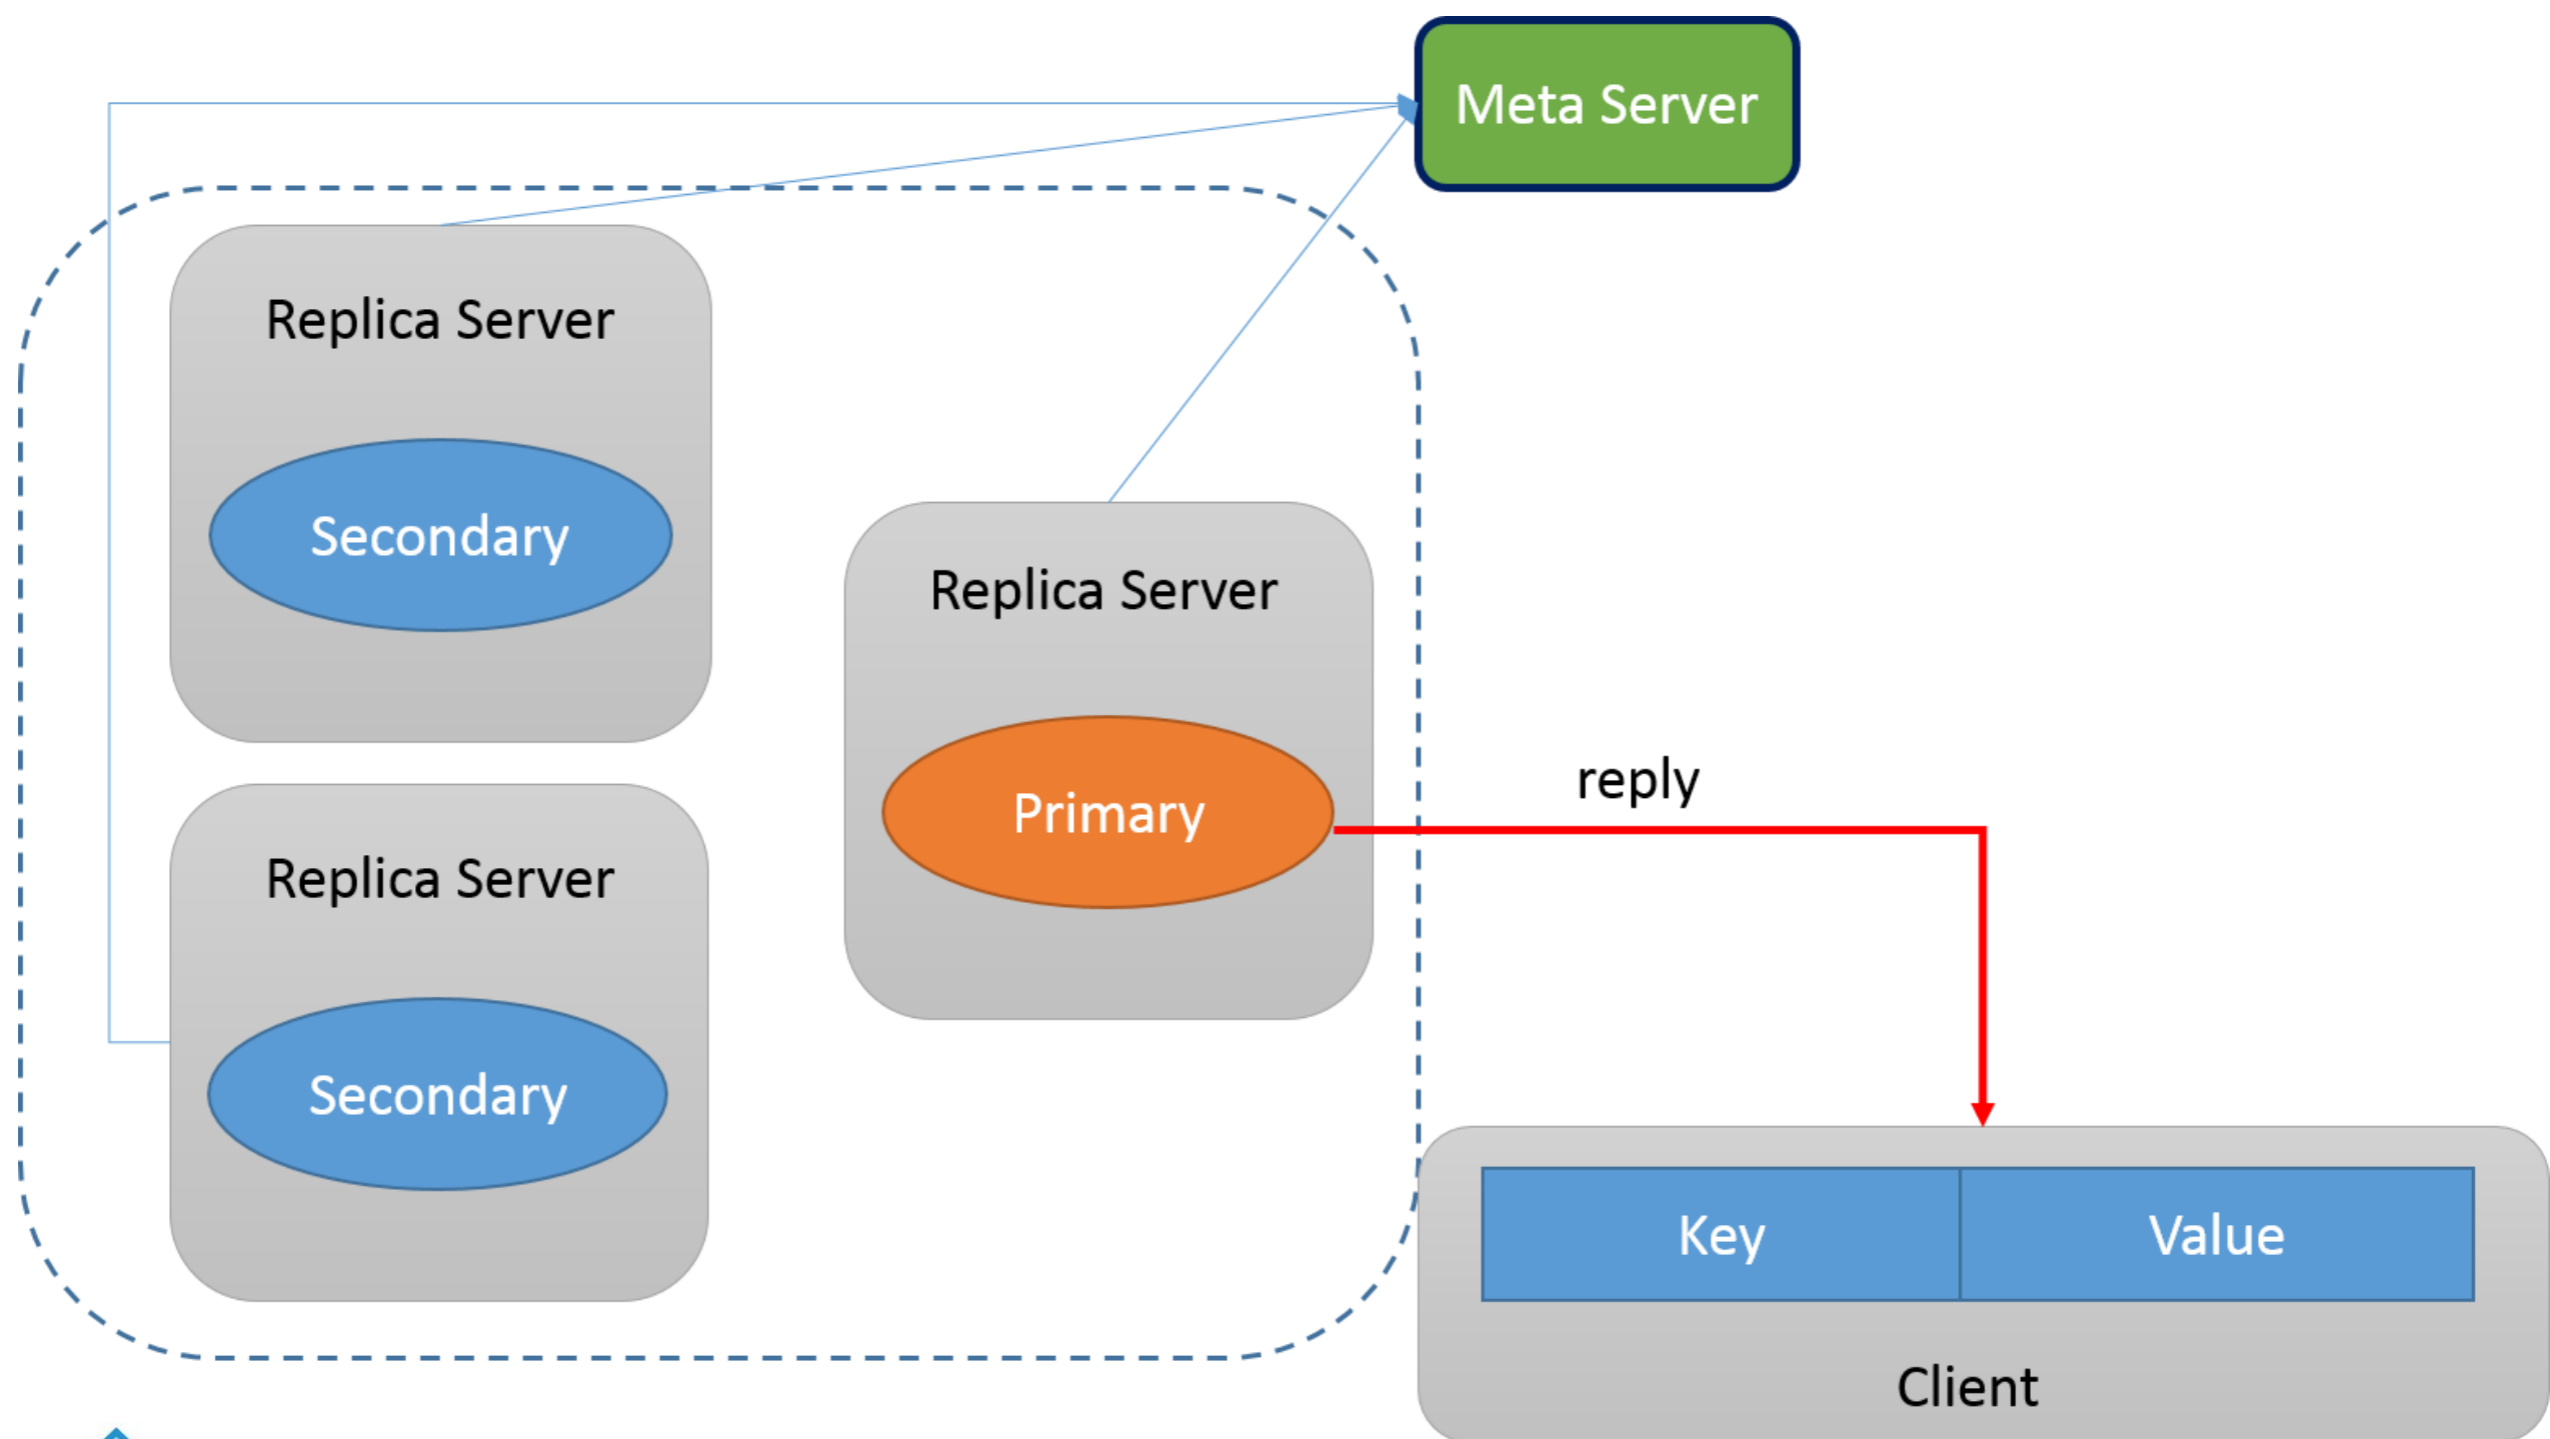 Meta Server
Replica Server
Secondary
Replica Server
Primary
reply
Replica Server
Secondary
Key
Value
Client